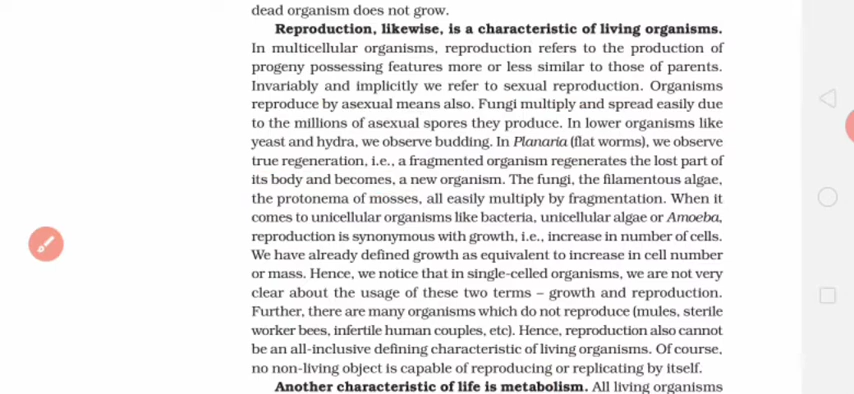 dead organism does not grow.
Reproduction, likewise, is a characteristic of living organisms.
In multicellular organisms, reproduction refers to the production of
progeny possessing features more or less similar to those of parents.
Invariably and implicitly we refer to sexual reproduction. Organisms
reproduce by asexual means also. Fungi multiply and spread easily due
to the millions of asexual spores they produce. In lower organisms like
yeast and hydra, we observe budding. In Planaria (flat worms), we observe
true regeneration, i.e., a fragmented organism regenerates the lost part of
its body and becomes, a new organism. The fungi, the filamentous algae,
the protonema of mosses, all easily multiply by fragmentation. When it
comes to unicellular organisms like bacteria, unicellular algae or Amoeba,
reproduction is synonymous with growth, i.e., increase in number of cells.
We have already defined growth as equivalent to increase in cell number
or mass. Hence, we notice that in single-celled organisms, we are not very
clear about the usage of these two terms – growth and reproduction.
Further, there are many organisms which do not reproduce (mules, sterile
worker bees, infertile human couples, etc). Hence, reproduction also cannot
be an all-inclusive defining characteristic of living organisms. Of course,
no non-living object is capable of reproducing or replicating by itself.
Another characteristic of life is metabolism. All living organisms